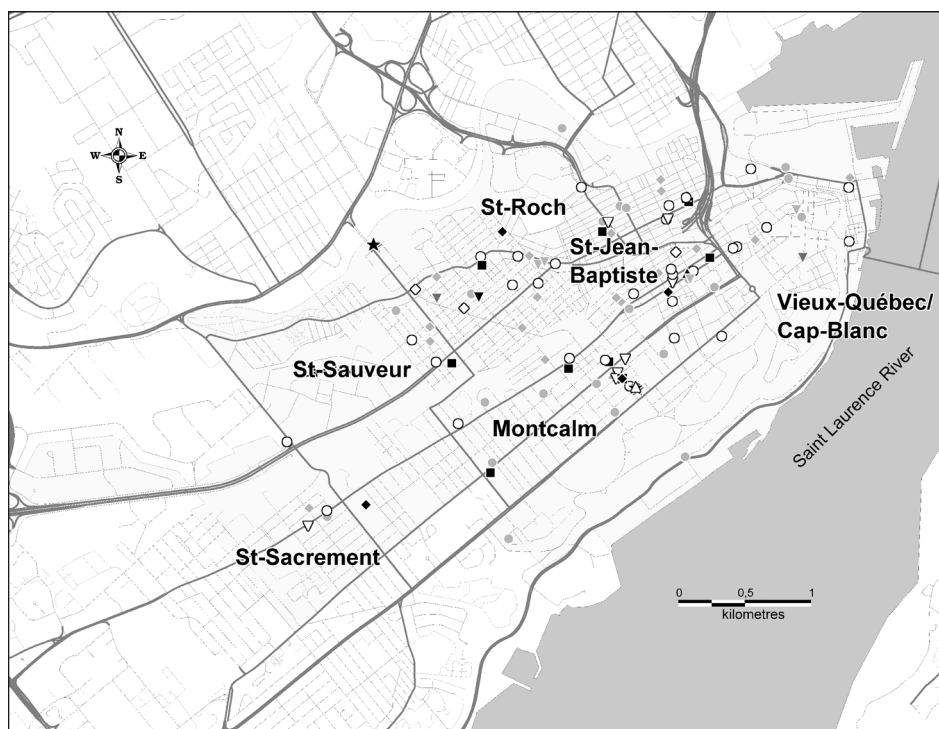 N
W E
S
St-Roch
St-Jean-
Baptiste
Vieux-Québec/
Cap-Blanc
St-Sauveur
Montcalm
Saint Laurence River
St-Sacrement
0 0,5 1
kilometres